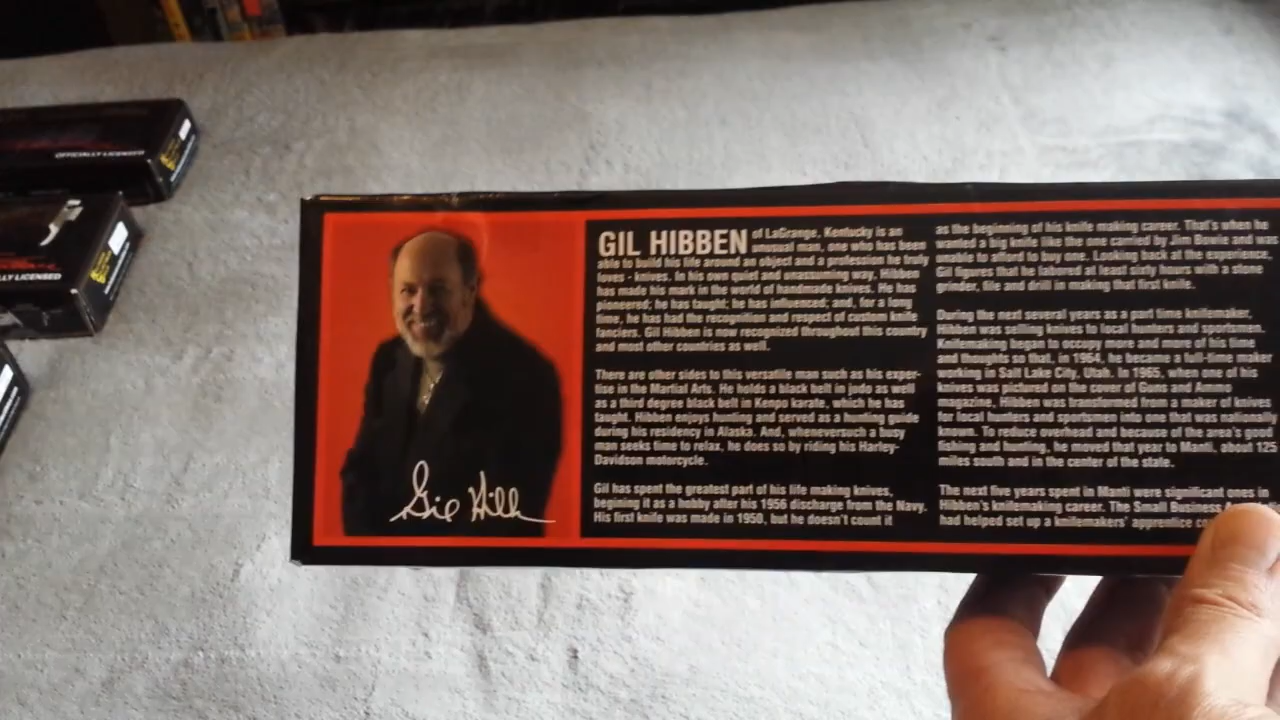 OFFICIALLY LICENSED
LY LICENSED
GIL HIBBEN of LaGrange, Kentucky is an
unusual man, one who has been
able to build his life around an object and a profession he truly
loves - knives. In his own quiet and unassuming way, Hibben
has made his mark in the world of handmade knives. He has
pioneered; he has taught; he has influenced; and, for a long
time, he has had the recognition and respect of custom knife
fanciers. Gil Hibben is now recognized throughout this country
and most other countries as well.
There are other sides to this versatile man such as his exper-
tise in the Martial Arts. He holds a black belt in judo as well
as a third degree black belt in Kenpo karate, which he has
taught. Hibben enjoys hunting and served as a hunting guide
during his residency in Alaska. And, whenever such a busy
man seeks time to relax, he does so by riding his Harley-
Davidson motorcycle.
Gil has spent the greatest part of his life making knives,
begining it as a hobby after his 1956 discharge from the Navy.
His first knife was made in 1950, but he doesn't count it
as the beginning of his knife making career. That's when he
wanted a big knife like the one carried by Jim Bowie and was
unable to afford to buy one. Looking back at the experience,
Gil figures that he labored at least sixty hours with a stone
grinder, file and drill in making that first knife.
During the next several years as a part time knifemaker,
Hibben was selling knives to local hunters and sportsmen.
Knifemaking began to occupy more and more of his time
and thoughts so that, in 1964, he became a full-time maker
working in Salt Lake City, Utah. In 1965, when one of his
knives was pictured on the cover of Guns and Ammo
magazine, Hibben was transformed from a maker of knives
for local hunters and sportsmen into one that was nationally
known. To reduce overhead and because of the area's good
fishing and hunting, he moved that year to Manti, about 125
miles south and in the center of the state.
The next five years spent in Manti were significant ones in
Hibben's knifemaking career. The Small Business
had helped set up a knifemakers' apprentice
Gil Hibben